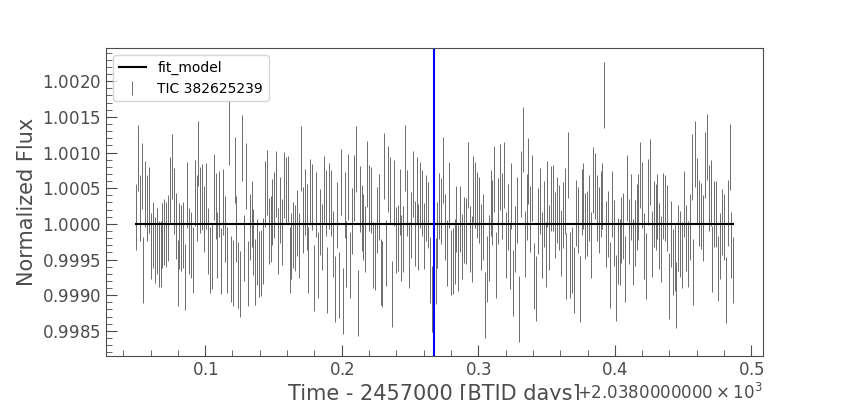 fit_model
TIC 382625239
1.0020
1.0015
1.0010
1.0005
1.0000
0.9995
0.9990
0.9985
Normalized Flux
0.1 0.2 0.3 0.4 0.5
Time - 2457000 [BTJD days]
+2.0380000000 × 10³